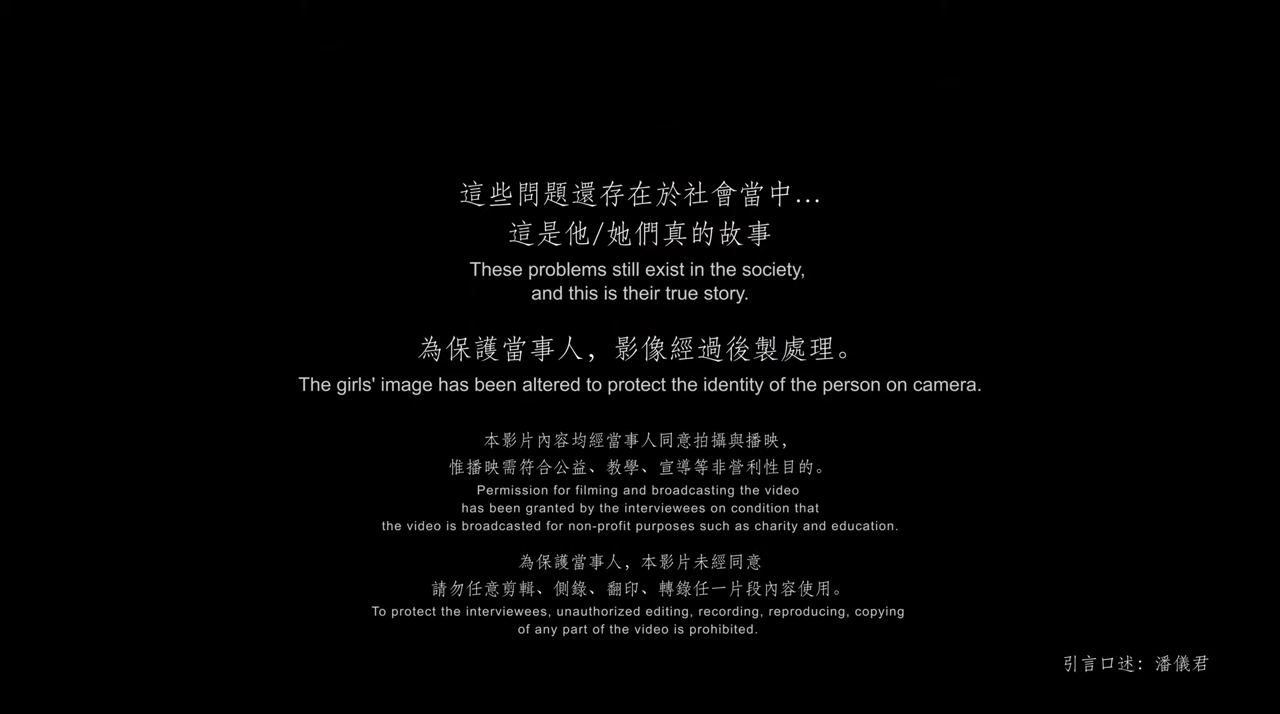 這些問題還存在於社會當中...
這是他/她們真的故事
These problems still exist in the society,
and this is their true story.
為保護當事人，影像經過後製處理。
The girls' image has been altered to protect the identity of the person on camera.
本影片內容均經當事人同意拍攝與播映，
惟播映需符合公益、教學、宣導等非營利性目的。
Permission for filming and broadcasting the video
has been granted by the interviewees on condition that
the video is broadcasted for non-profit purposes such as charity and education.
為保護當事人，本影片未經同意
請勿任意剪輯、側錄、翻印、轉錄任一片段內容使用。
To protect the interviewees, unauthorized editing, recording, reproducing, copying
of any part of the video is prohibited.
引言口述：潘儀君